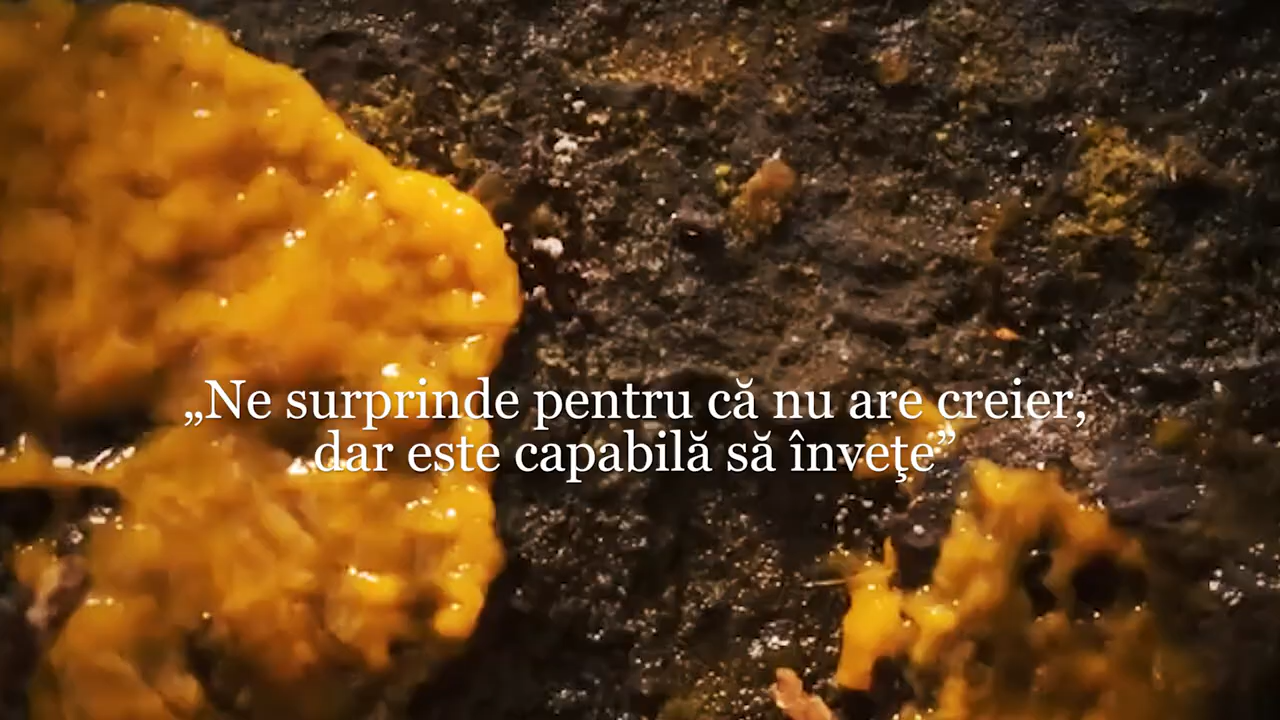 „Ne surprinde pentru că nu are creier,
dar este capabilă să înveţe”